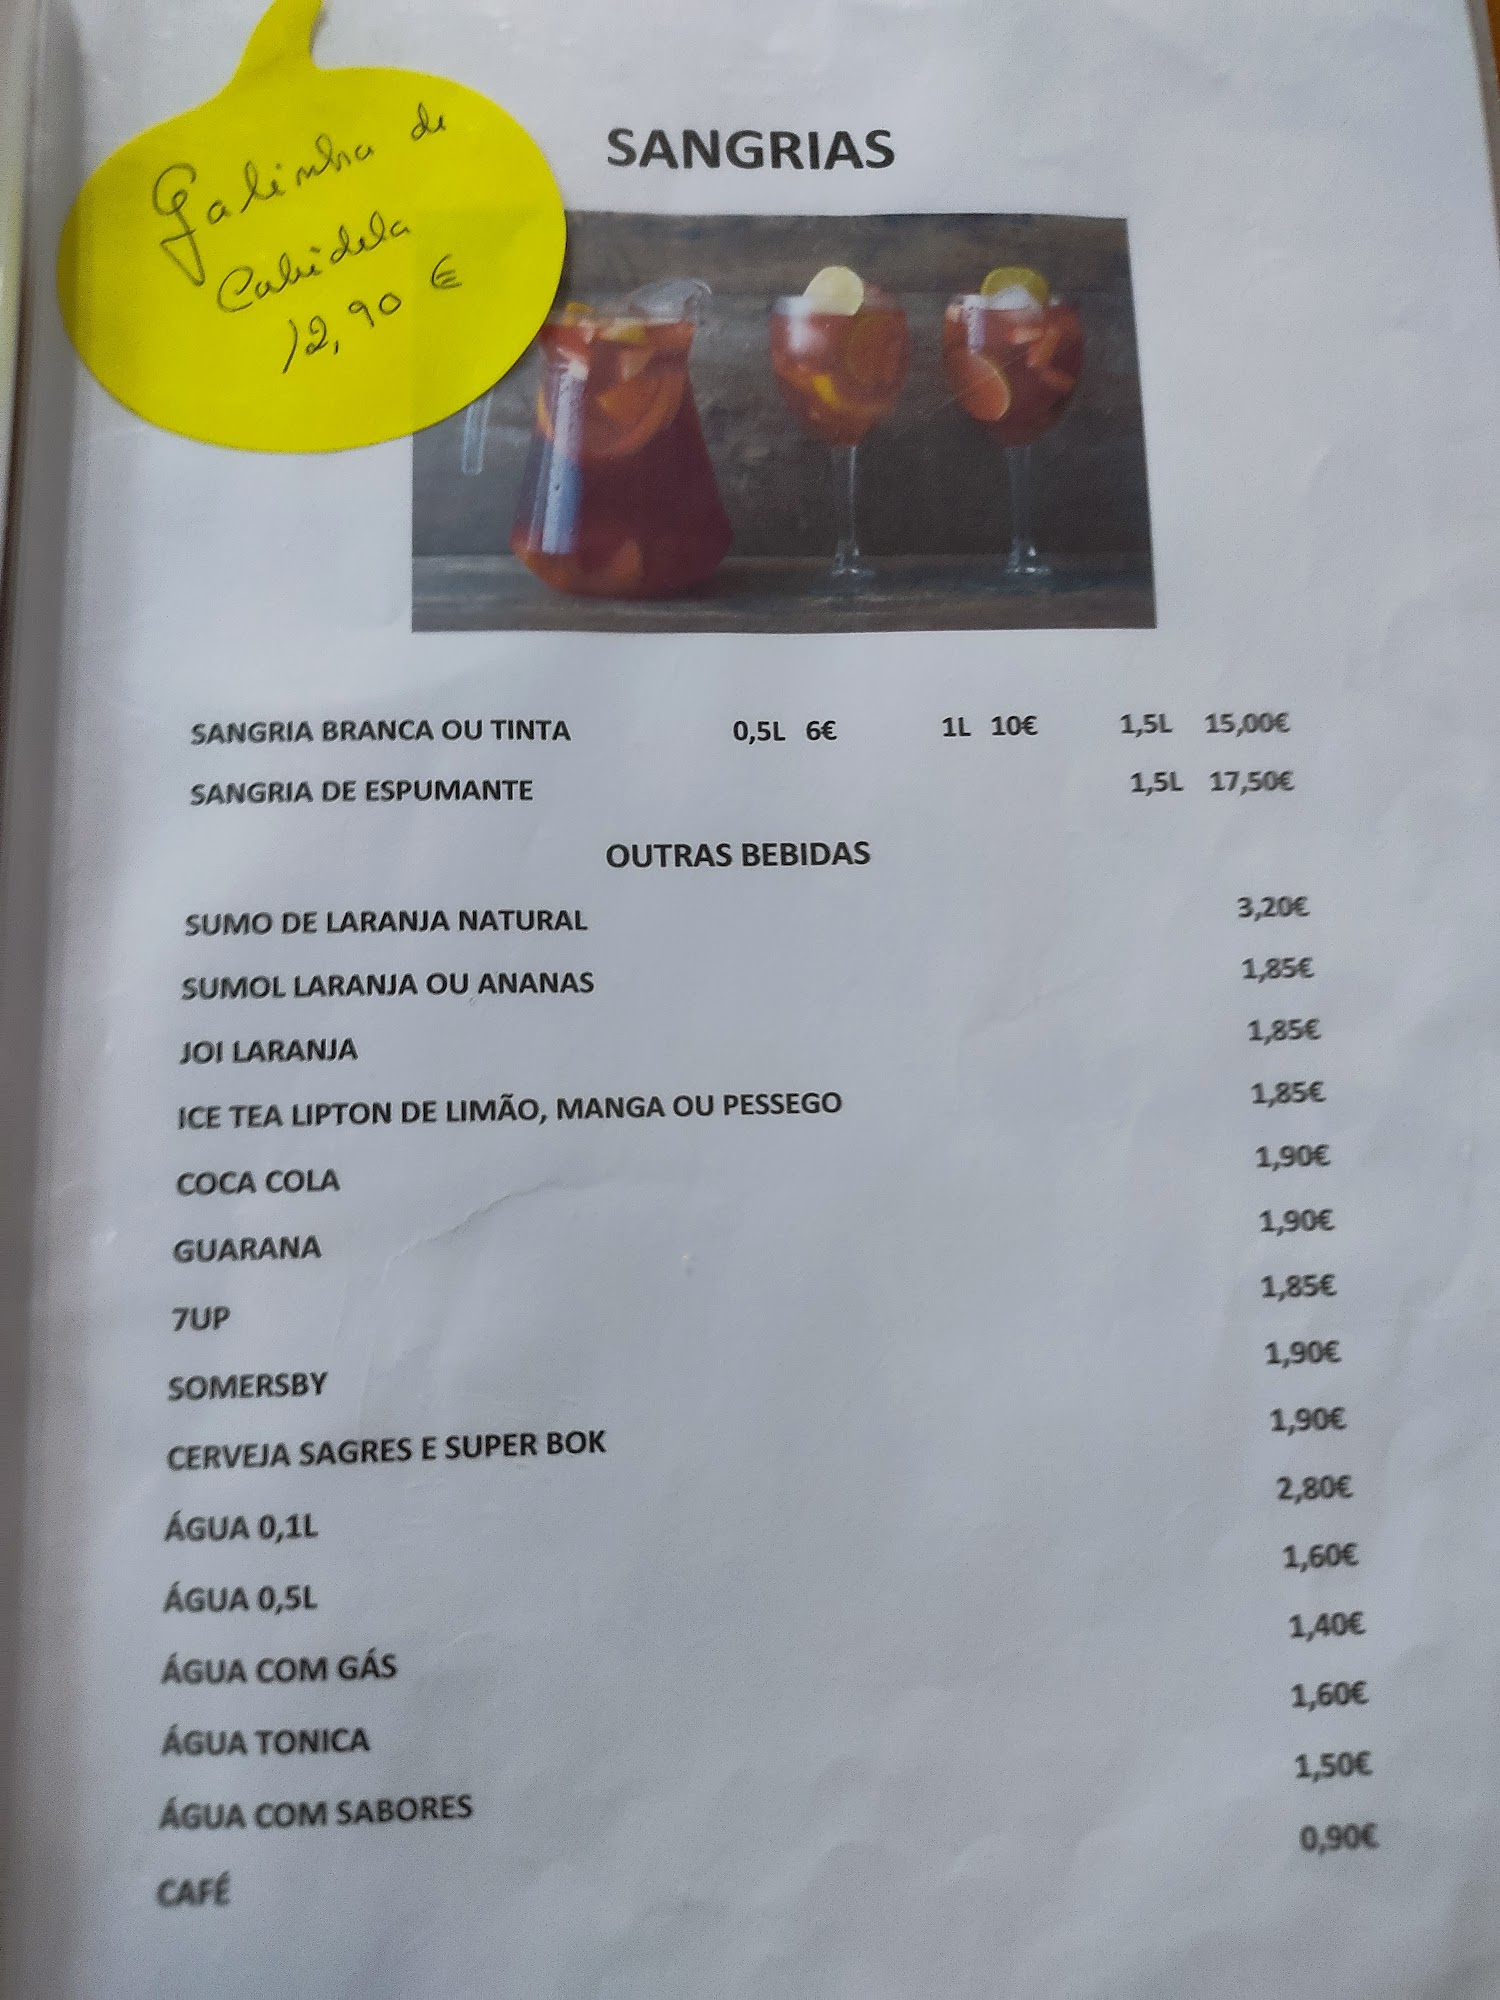 Galinha de
Cabidela
12,90 €
SANGRIAS
SANGRIA BRANCA OU TINTA 0,5L 6€ 1L 10€ 1,5L 15,00€
SANGRIA DE ESPUMANTE 1,5L 17,50€
OUTRAS BEBIDAS
SUMO DE LARANJA NATURAL 3,20€
SUMOL LARANJA OU ANANAS 1,85€
JOI LARANJA 1,85€
ICE TEA LIPTON DE LIMÃO, MANGA OU PESSEGO 1,85€
COCA COLA 1,90€
GUARANA 1,90€
7UP 1,85€
SOMERSBY 1,90€
CERVEJA SAGRES E SUPER BOK 1,90€
ÁGUA 0,1L 2,80€
ÁGUA 0,5L 1,60€
ÁGUA COM GÁS 1,40€
ÁGUA TONICA 1,60€
ÁGUA COM SABORES 1,50€
CAFÉ 0,90€